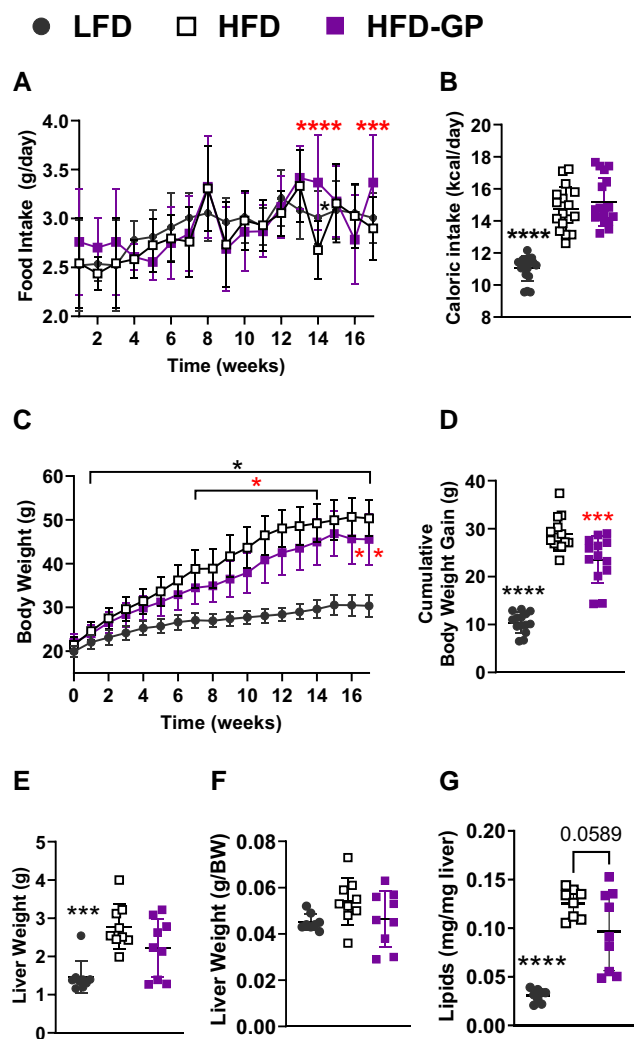 LFD HFD HFD-GP
A
Food Intake (g/day)
4.0
3.5
3.0
2.5
2.0
**** ***
*
2 4 6 8 10 12 14 16
Time (weeks)
B
Caloric intake (kcal/day)
18
16
14
12
10
8
****
C
Body Weight (g)
60
50
40
30
20
*
*
* *
0 2 4 6 8 10 12 14 16
Time (weeks)
D
Cumulative
Body Weight Gain (g)
40
30
20
10
0
****
***
E
Liver Weight (g)
5
4
3
2
1
0
***
F
Liver Weight (g/BW)
0.08
0.06
0.04
0.02
0.00
G
Lipids (mg/mg liver)
0.20
0.15
0.10
0.05
0.00
0.0589
****